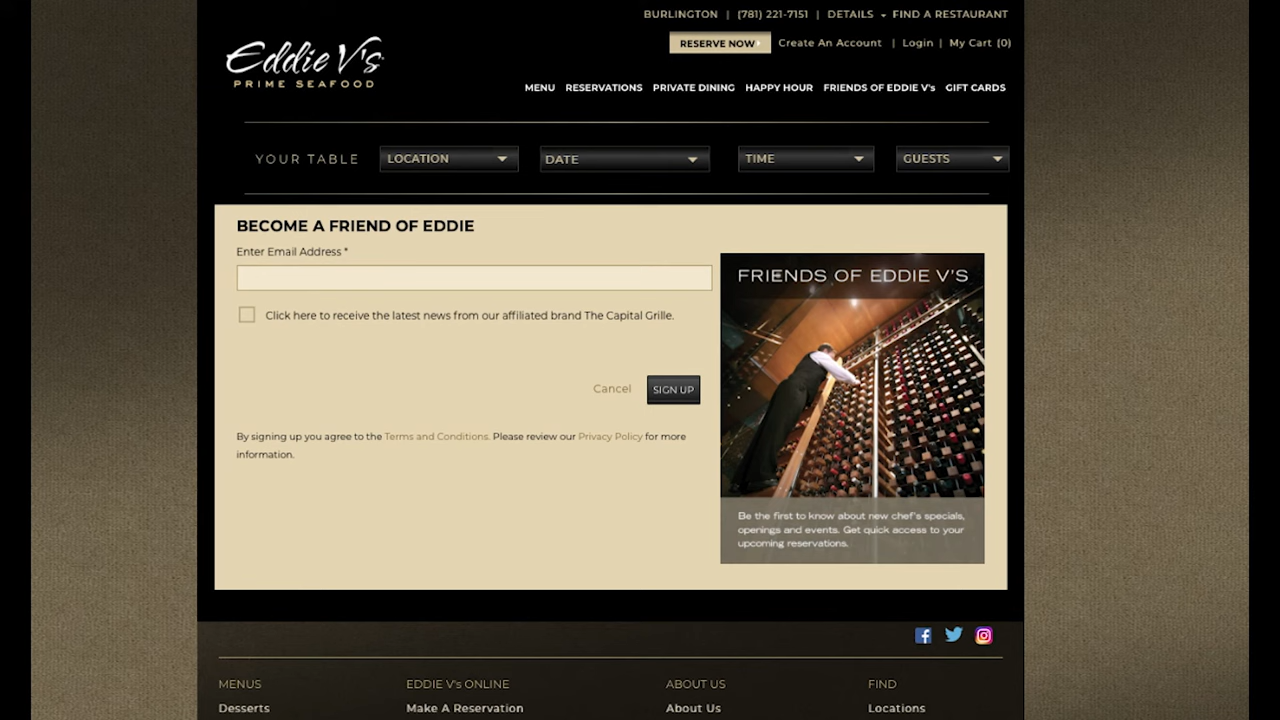 BURLINGTON | (781) 221-7151 | DETAILS FIND A RESTAURANT
RESERVE NOW Create An Account | Login | My Cart (0)
Eddie V's
PRIME SEAFOOD
MENU RESERVATIONS PRIVATE DINING HAPPY HOUR FRIENDS OF EDDIE V's GIFT CARDS
YOUR TABLE LOCATION DATE TIME GUESTS
BECOME A FRIEND OF EDDIE
Enter Email Address *
Click here to receive the latest news from our affiliated brand The Capital Grille.
Cancel SIGN UP
By signing up you agree to the Terms and Conditions. Please review our Privacy Policy for more
information.
FRIENDS OF EDDIE V'S
Be the first to know about new chef's specials,
openings and events. Get quick access to your
upcoming reservations.
MENUS EDDIE V's ONLINE ABOUT US FIND
Desserts Make A Reservation About Us Locations